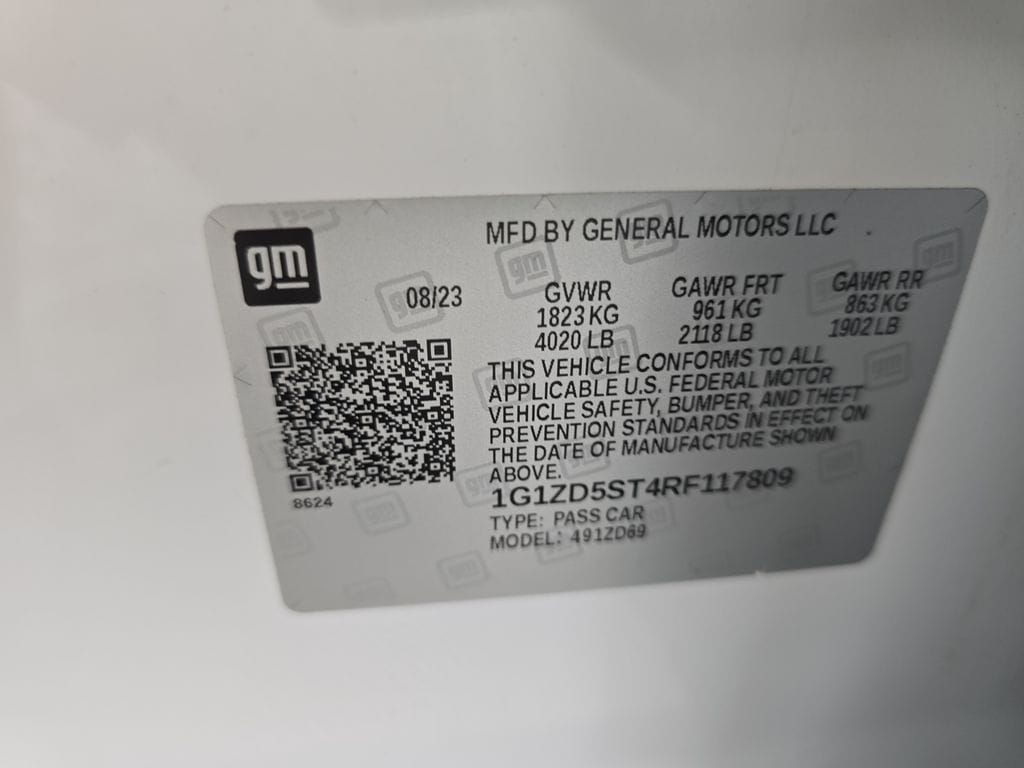 gm
MFD BY GENERAL MOTORS LLC
08/23
GVWR GAWR FRT GAWR RR
1823 KG 961 KG 863 KG
4020 LB 2118 LB 1902 LB
THIS VEHICLE CONFORMS TO ALL
APPLICABLE U.S. FEDERAL MOTOR
VEHICLE SAFETY, BUMPER, AND THEFT
PREVENTION STANDARDS IN EFFECT ON
THE DATE OF MANUFACTURE SHOWN
ABOVE.
8624
1G1ZD5ST4RF117809
TYPE: PASS CAR
MODEL: 491ZD69